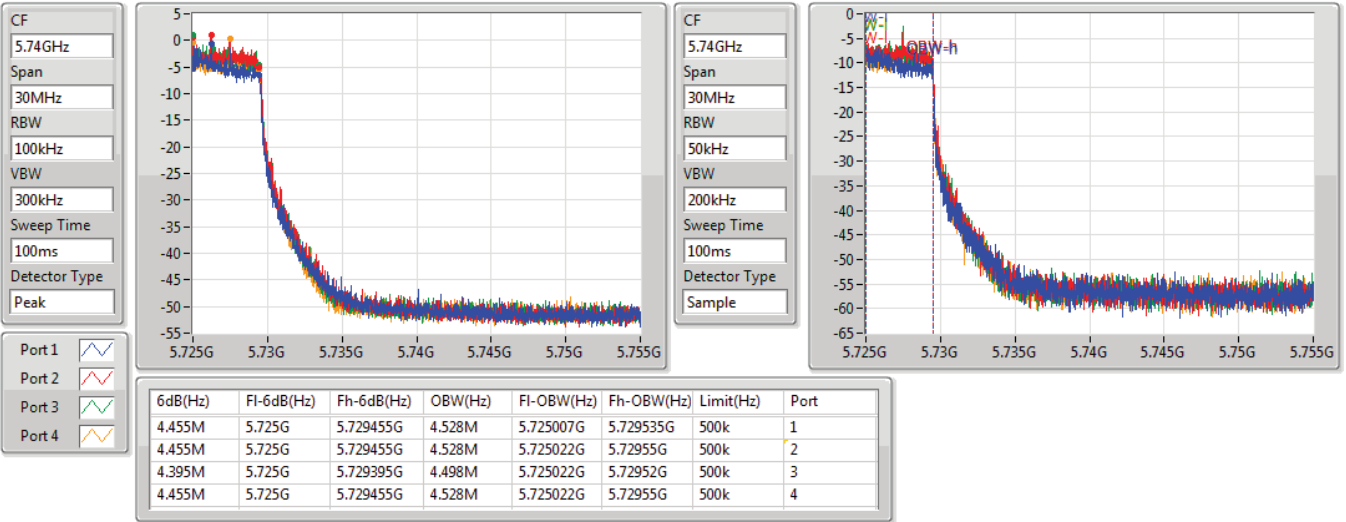 CF
5.74GHz
Span
30MHz
RBW
100kHz
VBW
300kHz
Sweep Time
100ms
Detector Type
Peak
5
0
-5
-10
-15
-20
-25
-30
-35
-40
-45
-50
-55
5.725G 5.73G 5.735G 5.74G 5.745G 5.75G 5.755G
CF
5.74GHz
Span
30MHz
RBW
50kHz
VBW
200kHz
Sweep Time
100ms
Detector Type
Sample
0
-5
-10
-15
-20
-25
-30
-35
-40
-45
-50
-55
-60
-65
OBW-h
5.725G 5.73G 5.735G 5.74G 5.745G 5.75G 5.755G
Port 1
Port 2
Port 3
Port 4
6dB(Hz) Fl-6dB(Hz) Fh-6dB(Hz) OBW(Hz) Fl-OBW(Hz) Fh-OBW(Hz) Limit(Hz) Port
4.455M 5.725G 5.729455G 4.528M 5.725007G 5.729535G 500k 1
4.455M 5.725G 5.729455G 4.528M 5.725022G 5.72955G 500k 2
4.395M 5.725G 5.729395G 4.498M 5.725022G 5.72952G 500k 3
4.455M 5.725G 5.729455G 4.528M 5.725022G 5.72955G 500k 4